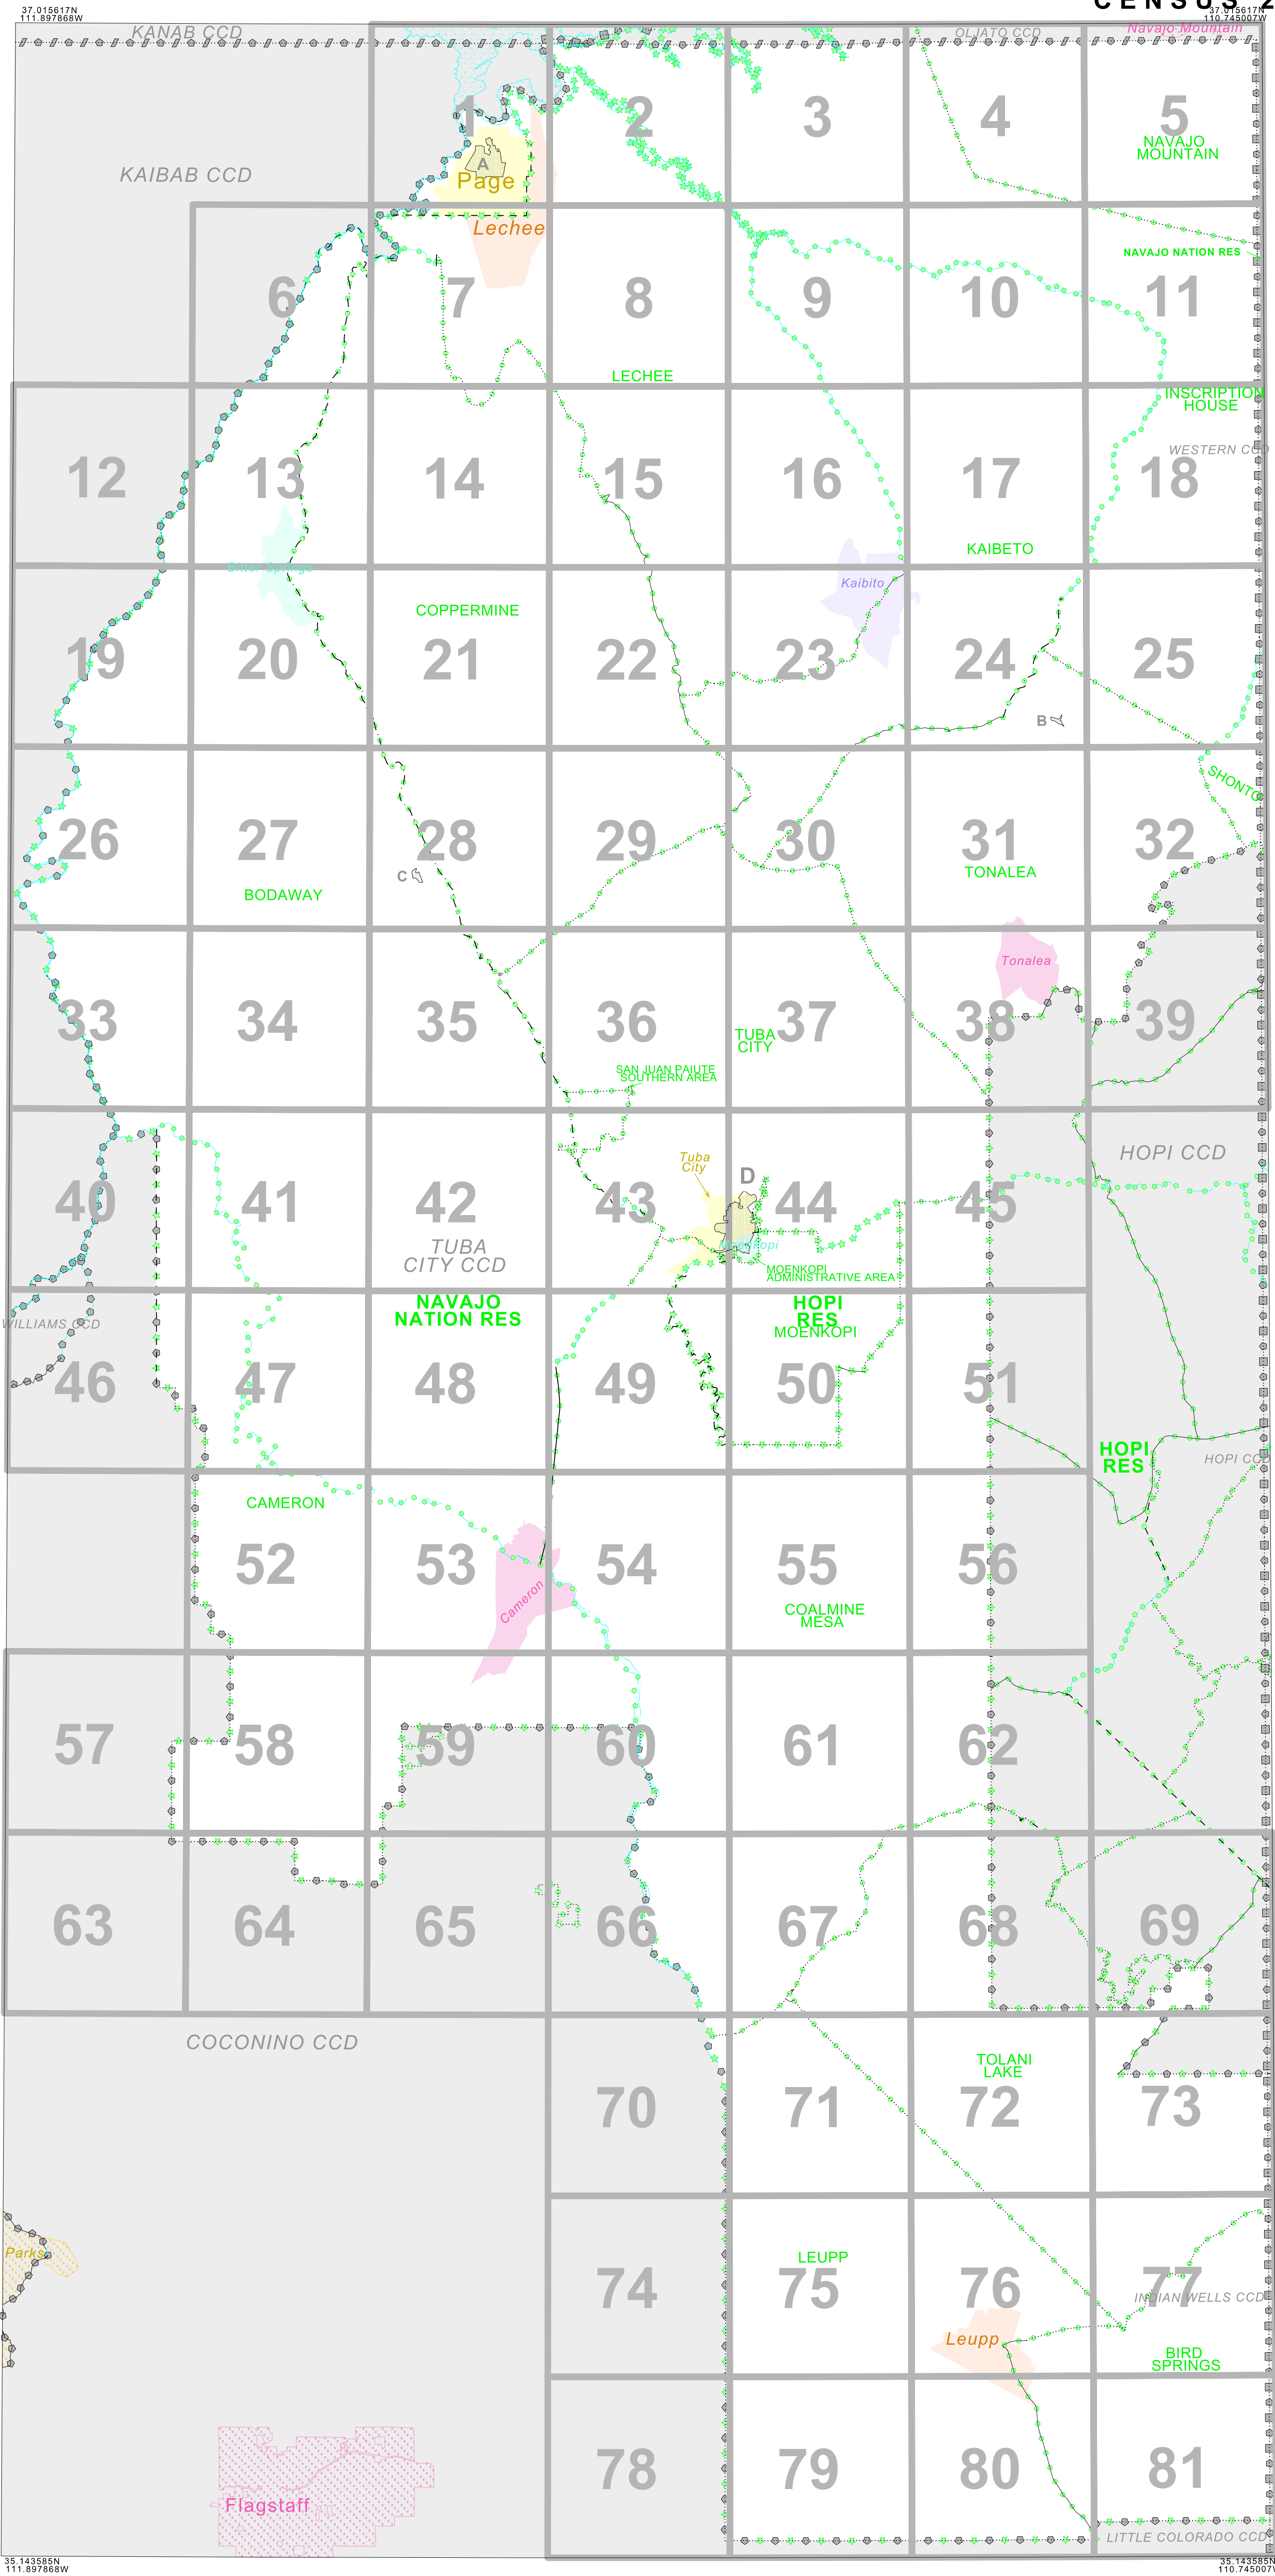 CENSUS 2
37.015617N
111.897868W
37.015617N
110.745007W
KANAB CCD
OLJATO CCD
Navajo Mountain
1
2
3
4
5
A
Page
NAVAJO
MOUNTAIN
KAIBAB CCD
Lechee
NAVAJO NATION RES
6
7
8
9
10
11
LECHEE
INSCRIPTION
HOUSE
WESTERN CCD
12
13
14
15
16
17
18
KAIBETO
Bitter Springs
Kaibito
COPPERMINE
19
20
21
22
23
24
25
B
SHONTO
26
27
28
29
30
31
32
C
TONALEA
BODAWAY
Tonalea
33
34
35
36
37
38
39
TUBA
CITY
SAN JUAN PAIUTE
SOUTHERN AREA
HOPI CCD
Tuba
City
D
40
41
42
43
44
45
TUBA
CITY CCD
Moenkopi
MOENKOPI
ADMINISTRATIVE AREA
NAVAJO
NATION RES
HOPI
RES
MOENKOPI
WILLIAMS CCD
46
47
48
49
50
51
HOPI
RES
HOPI CCD
CAMERON
52
53
54
55
56
Cameron
COALMINE
MESA
57
58
59
60
61
62
63
64
65
66
67
68
69
COCONINO CCD
TOLANI
LAKE
70
71
72
73
Parks
LEUPP
74
75
76
77
INDIAN WELLS CCD
Leupp
BIRD
SPRINGS
78
79
80
81
Flagstaff
LITTLE COLORADO CCD
35.143585N
111.897868W
35.143585N
110.745007